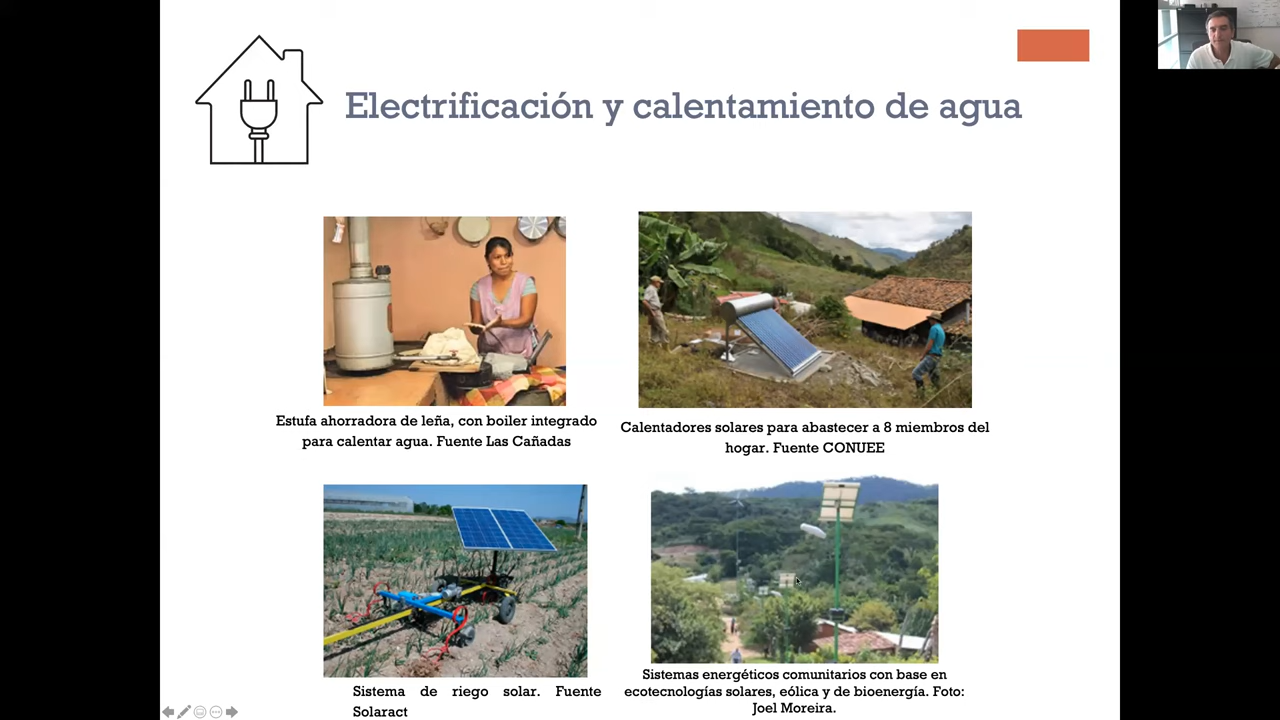 Electrificación y calentamiento de agua
Estufa ahorradora de leña, con boiler integrado
para calentar agua. Fuente Las Cañadas
Calentadores solares para abastecer a 8 miembros del
hogar. Fuente CONUEE
Sistema de riego solar. Fuente
Solaract
Sistemas energéticos comunitarios con base en
ecotecnologías solares, eólica y de bioenergía. Foto:
Joel Moreira.